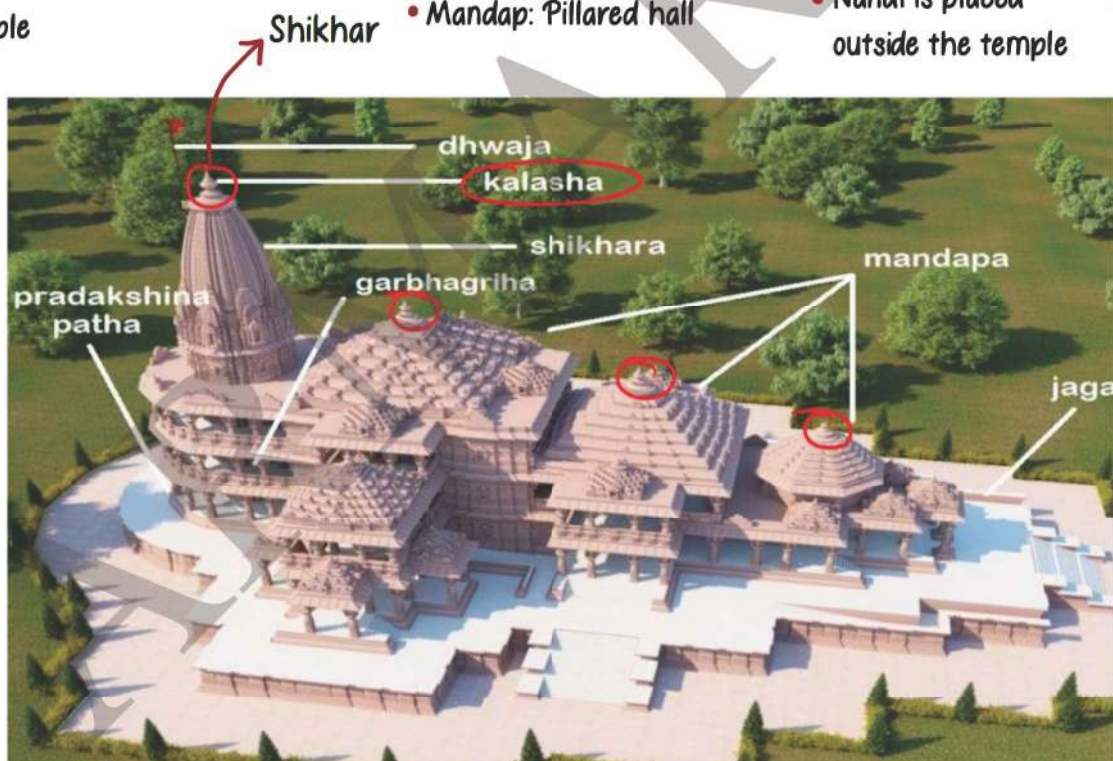 Shikhar
• Mandap: Pillared hall
outside the temple
dhwaja
kalasha
shikhara
mandapa
garbhagriha
pradakshina
patha